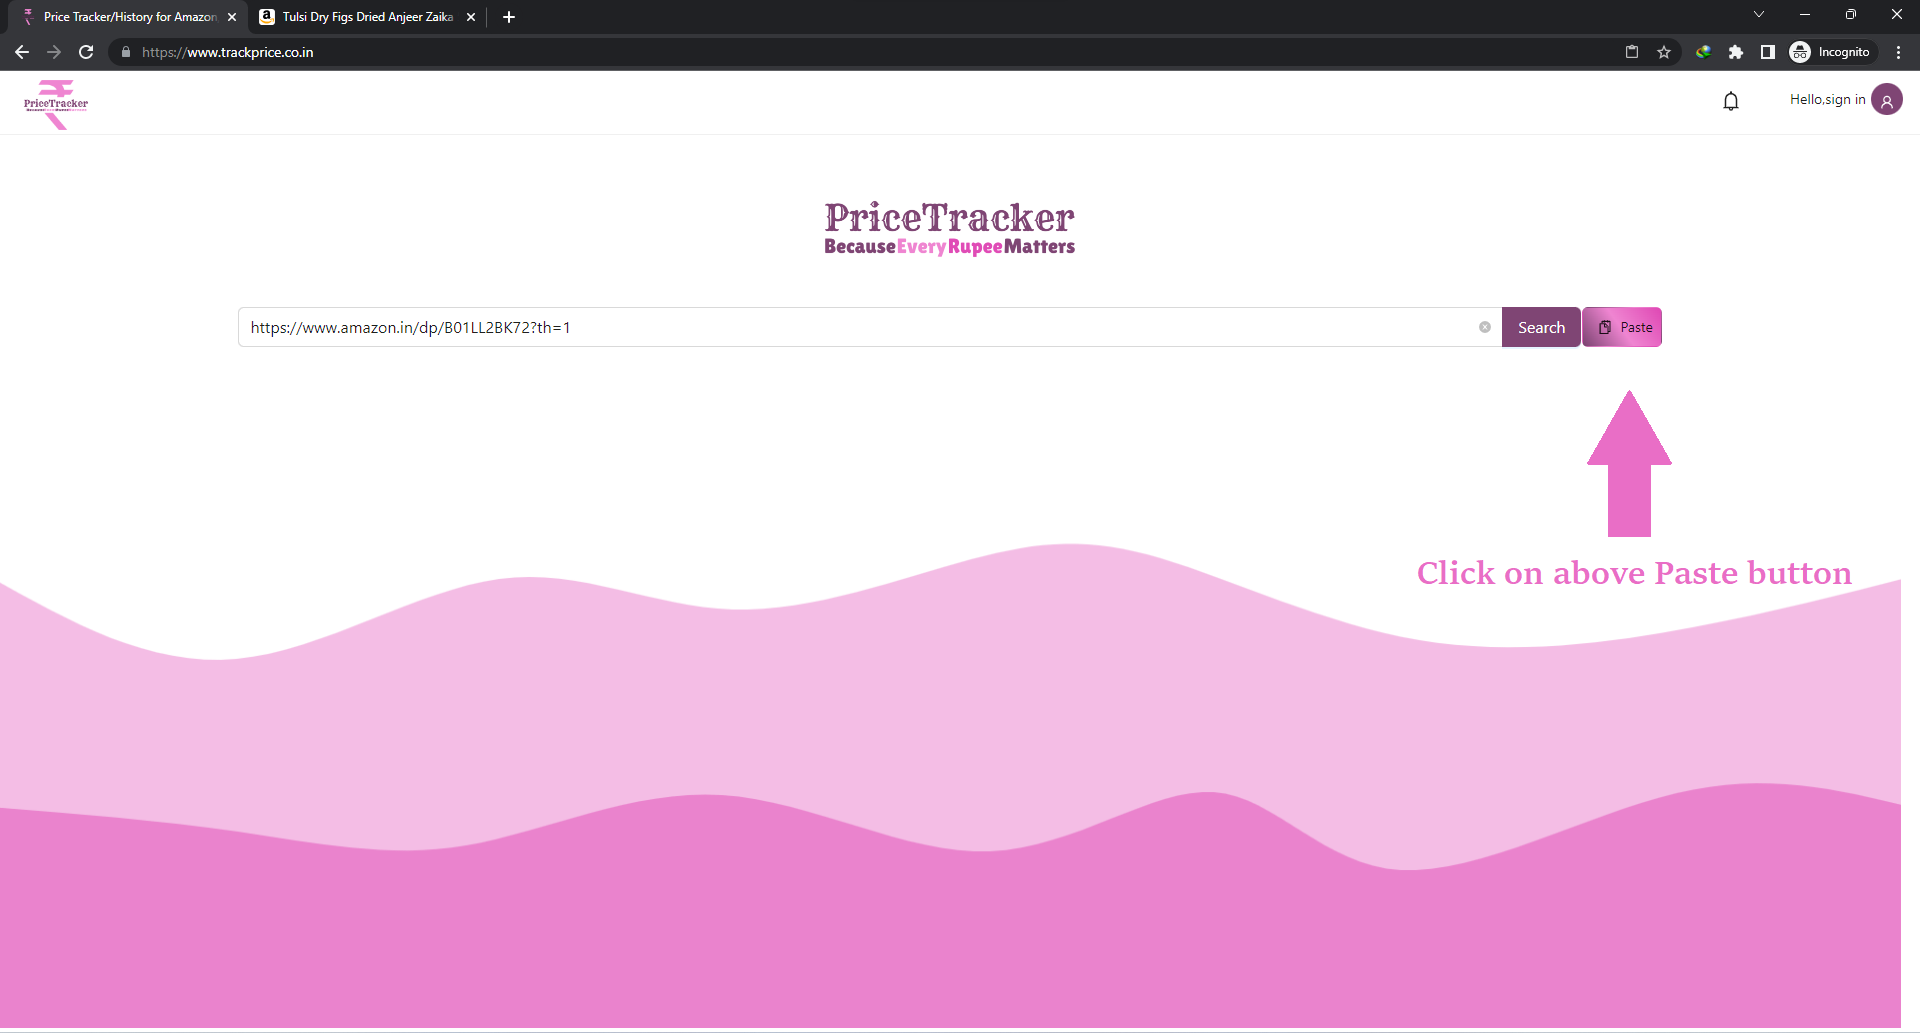 Price Tracker/History for Amazon
Tulsi Dry Figs Dried Anjeer Zaika
https://www.trackprice.co.in
Incognito
PriceTracker
Hello,sign in
PriceTracker
BecauseEveryRupeeMatters
https://www.amazon.in/dp/B01LL2BK72?th=1
Search
Paste
Click on above Paste button